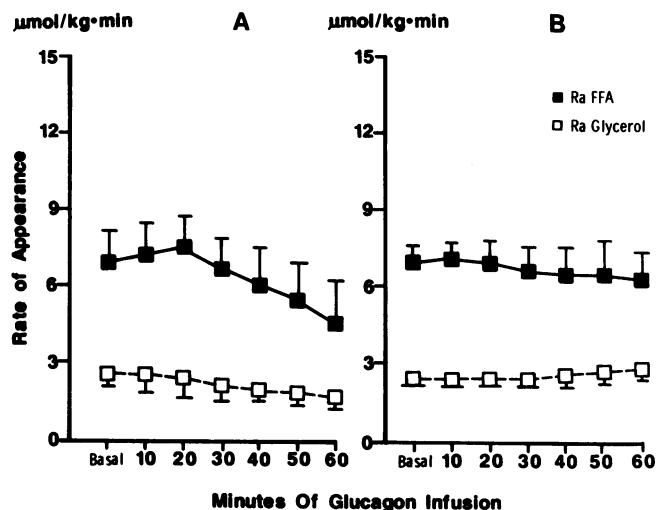 μmol/kg•min A μmol/kg•min B
15 15
Ra FFA
12 12
Ra Glycerol
9 9
Rate of Appearance
6 6
3 3
0 0
Basal 10 20 30 40 50 60 Basal 10 20 30 40 50 60
Minutes Of Glucagon Infusion